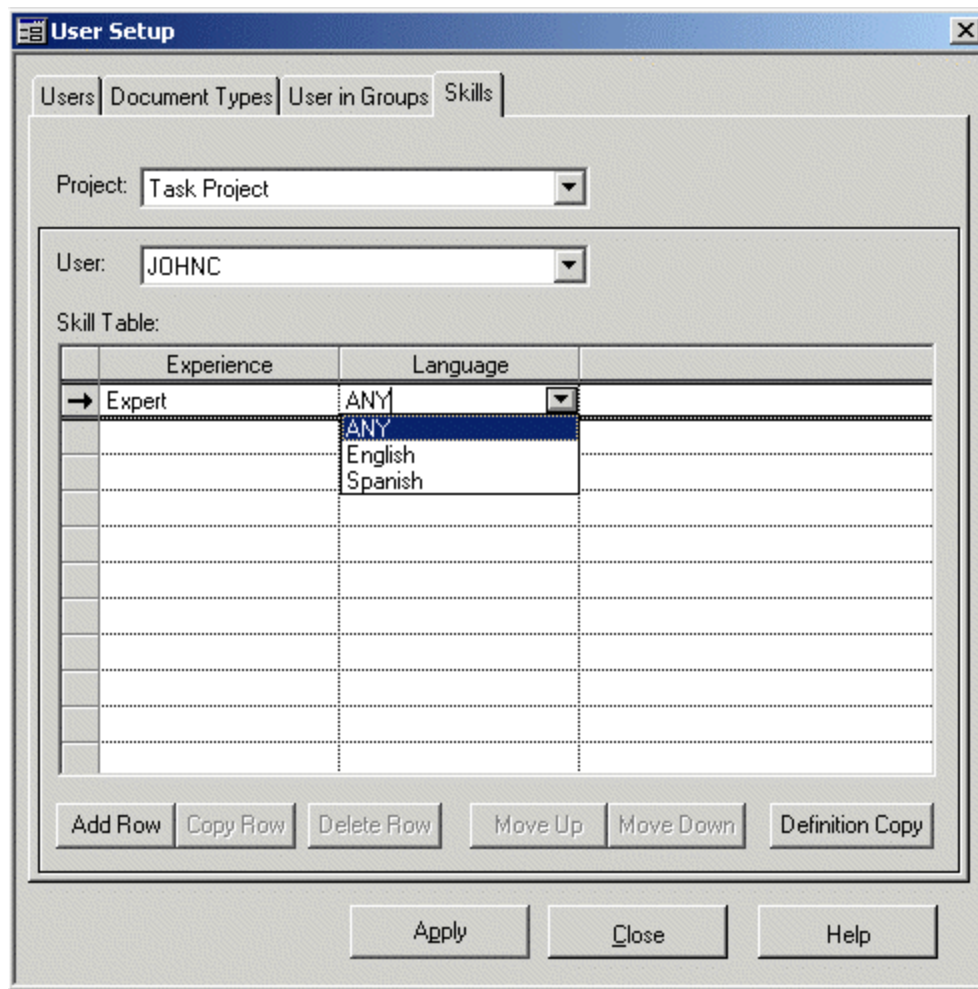 User Setup
Users Document Types User in Groups Skills
Project: Task Project
User: JOHNC
Skill Table:
Experience Language
Expert ANY
ANY
English
Spanish
Add Row Copy Row Delete Row Move Up Move Down Definition Copy
Apply Close Help